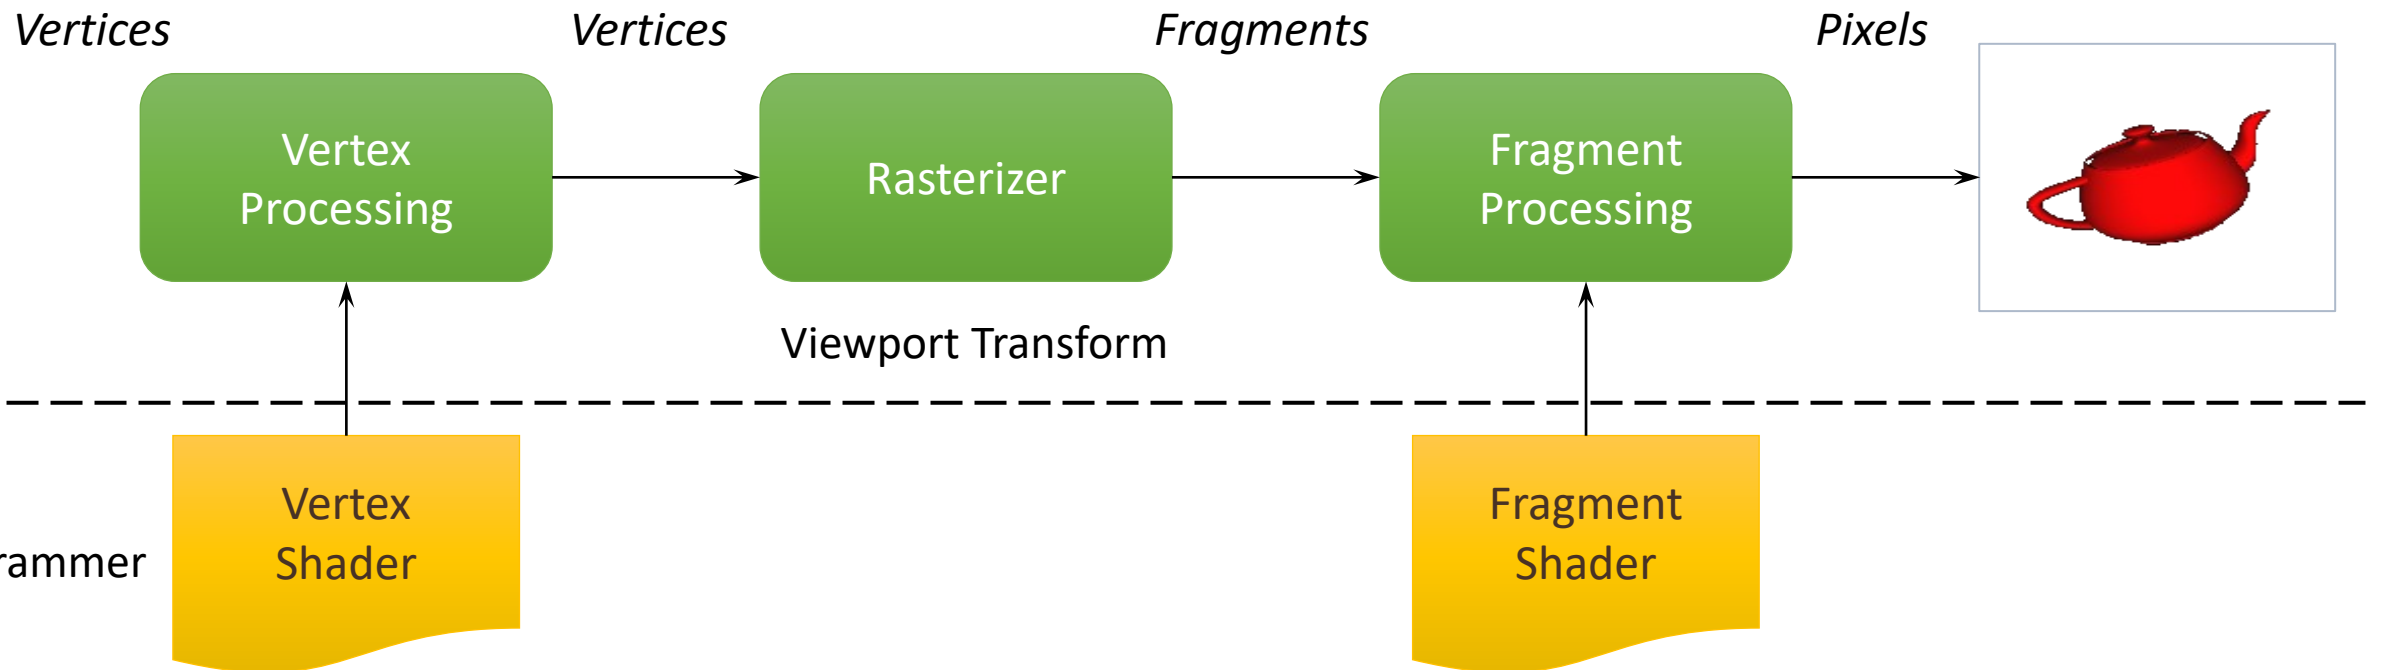 Vertices
Vertices
Fragments
Pixels
Vertex
Processing
Rasterizer
Fragment
Processing
Viewport Transform
Vertex
Shader
Fragment
Shader
rammer